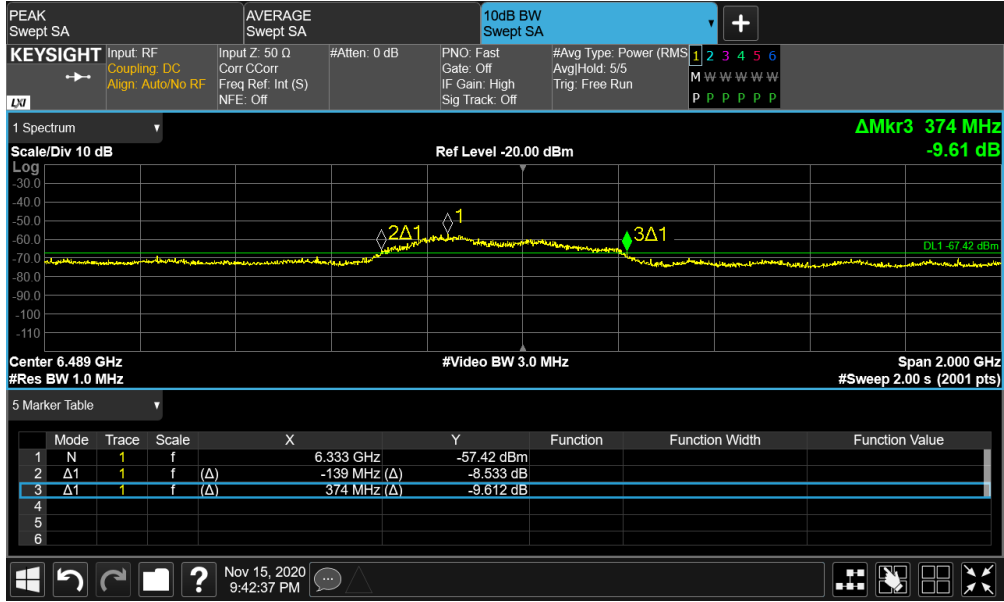 PEAK
Swept SA
AVERAGE
Swept SA
10dB BW
Swept SA
▼
+
KEYSIGHT
LXI
Input: RF
Coupling: DC
Align: Auto/No RF
Input Z: 50 Ω
Corr CCorr
Freq Ref: Int (S)
NFE: Off
#Atten: 0 dB
PNO: Fast
Gate: Off
IF Gain: High
Sig Track: Off
#Avg Type: Power (RMS
Avg|Hold: 5/5
Trig: Free Run
1 2 3 4 5 6
M W W W W W
P P P P P P
1 Spectrum ▼
ΔMkr3 374 MHz
-9.61 dB
Scale/Div 10 dB
Ref Level -20.00 dBm
Log
-30.0
-40.0
-50.0
-60.0
-70.0
-80.0
-90.0
-100
-110
1
2Δ1
3Δ1
DL1 -67.42 dBm
Center 6.489 GHz
#Video BW 3.0 MHz
Span 2.000 GHz
#Res BW 1.0 MHz
#Sweep 2.00 s (2001 pts)
5 Marker Table ▼
Mode Trace Scale X Y Function Function Width Function Value
1 N 1 f 6.333 GHz -57.42 dBm
2 Δ1 1 f (Δ) -139 MHz (Δ) -8.533 dB
3 Δ1 1 f (Δ) 374 MHz (Δ) -9.612 dB
4
5
6
?
Nov 15, 2020
9:42:37 PM